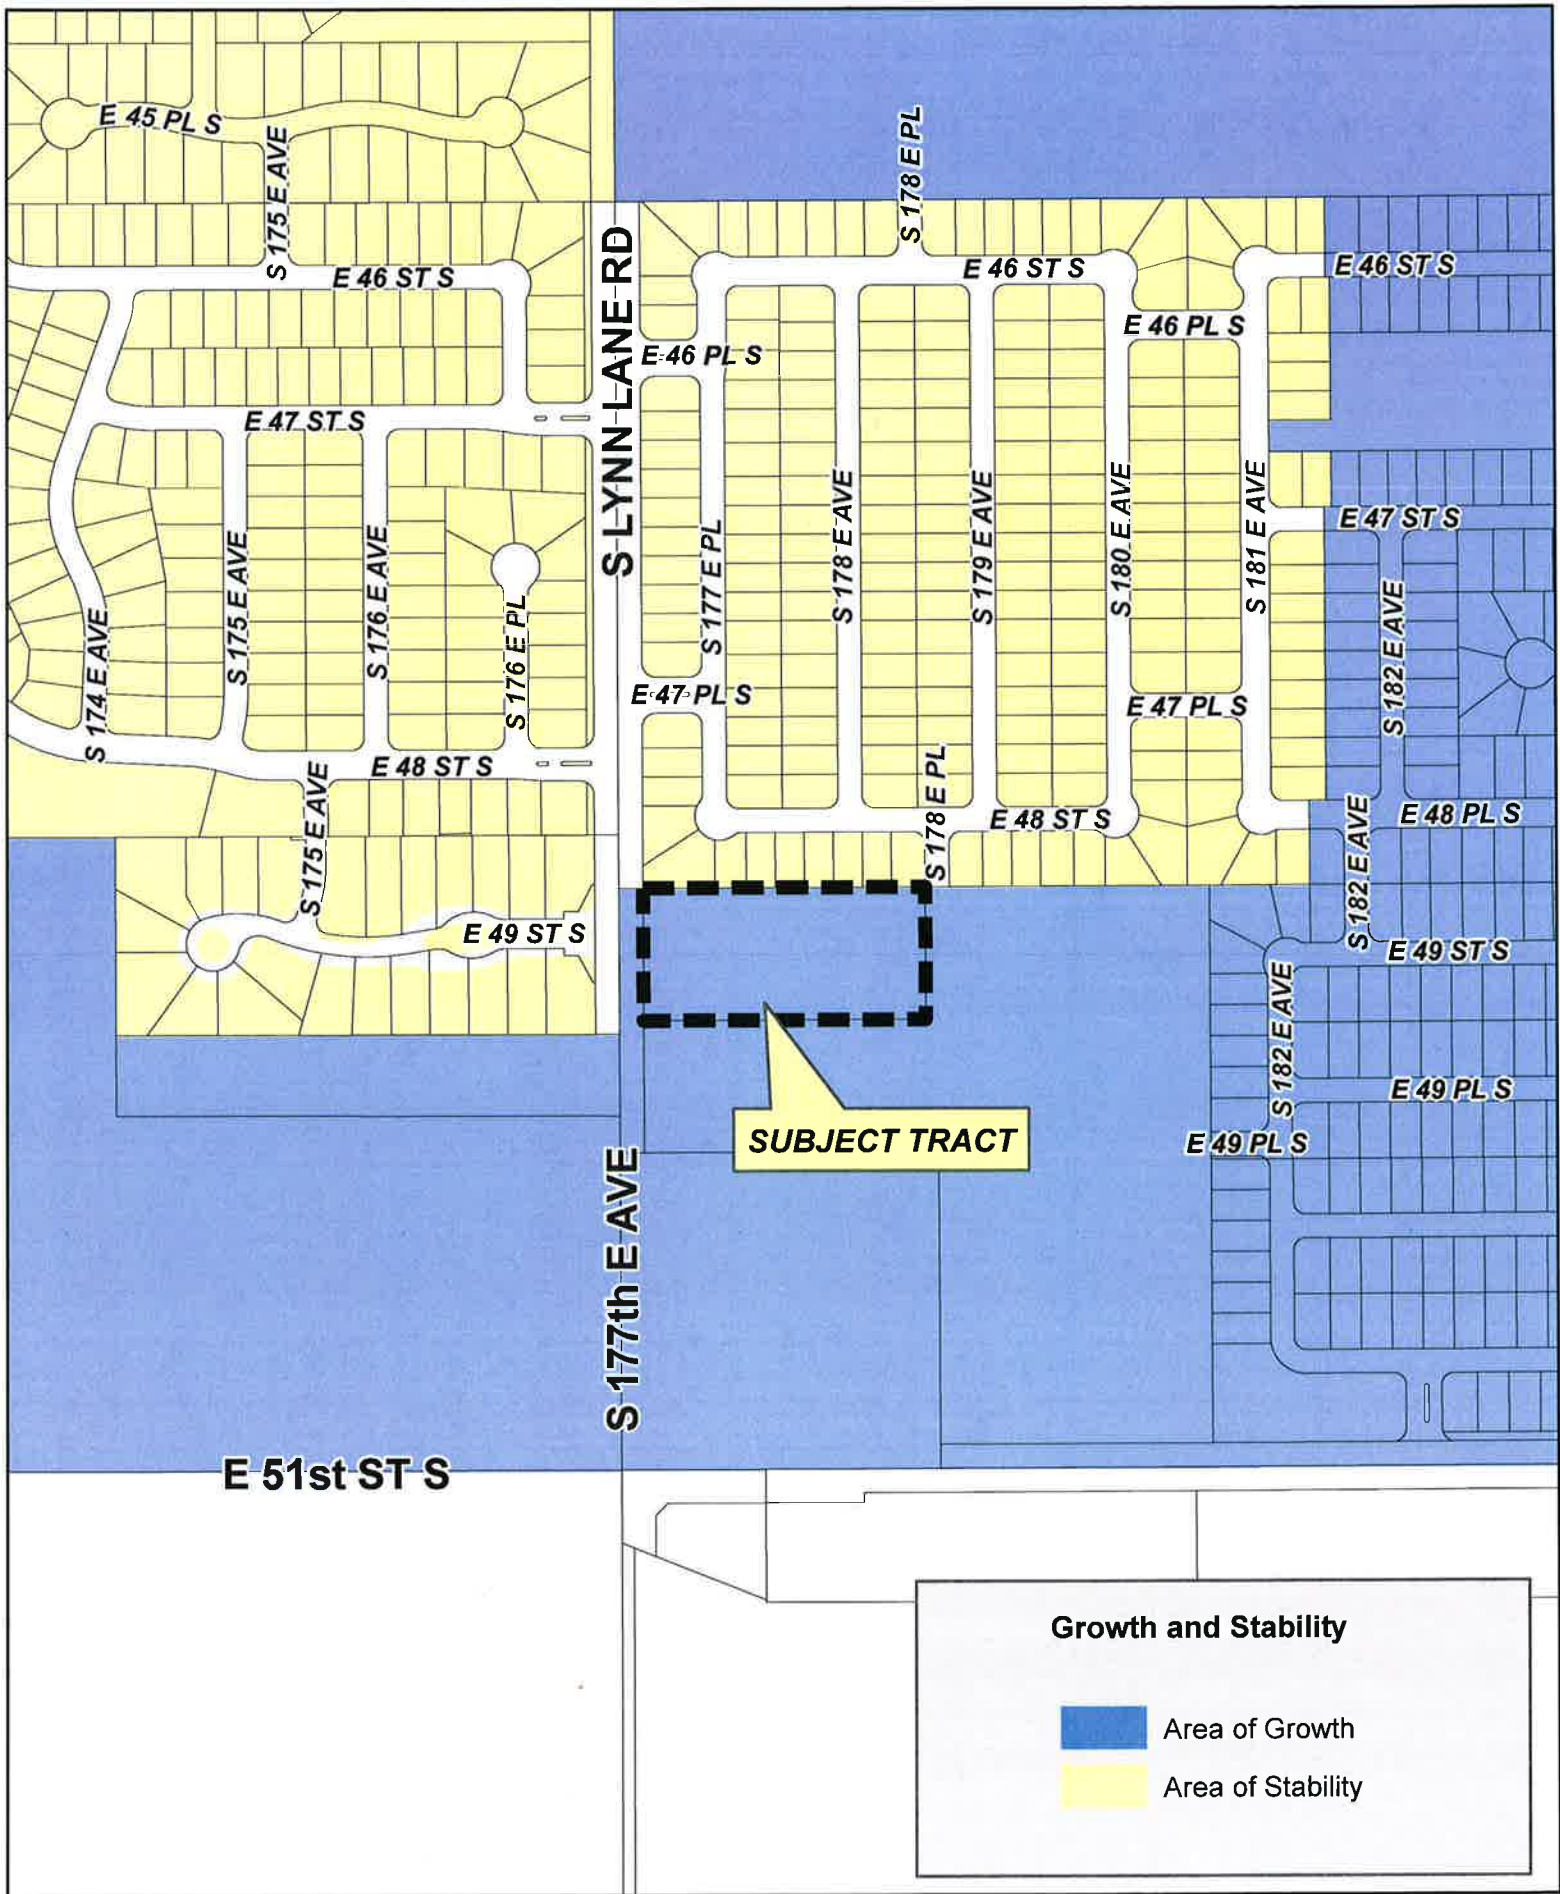 E 45 PL S
S 175 E AVE
S 178 E PL
E 46 ST S
S LYNN LANE RD
E 46 ST S
E 46 ST S
E 46 PL S
E 46 PL S
E 47 ST S
S 174 E AVE
S 175 E AVE
S 176 E AVE
S 176 E PL
S 177 E PL
S 178 E AVE
S 179 E AVE
S 180 E AVE
S 181 E AVE
E 47 ST S
S 182 E AVE
E 47 PL S
E 47 PL S
E 48 ST S
S 175 E AVE
S 178 E PL
E 48 ST S
S 182 E AVE
E 48 PL S
E 49 ST S
E 49 ST S
S 182 E AVE
E 49 PL S
E 49 PL S
SUBJECT TRACT
S 177th E AVE
E 51st ST S
Growth and Stability
Area of Growth
Area of Stability